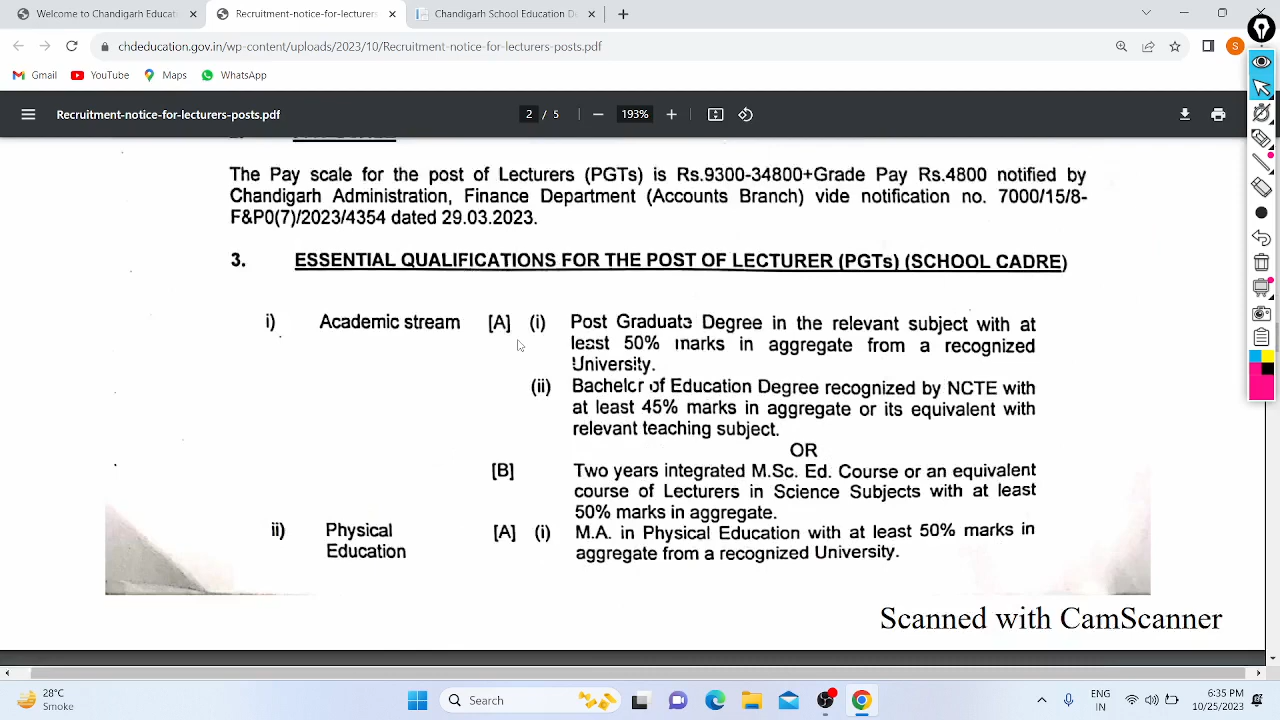 Welcome to Chandigarh Educat
Recruitment-notice-for-lecturers
Chandigarh School Education De
chdeducation.gov.in/wp-content/uploads/2023/10/Recruitment-notice-for-lecturers-posts.pdf
S
Gmail YouTube Maps WhatsApp
Recruitment-notice-for-lecturers-posts.pdf 2 / 5 193%
The Pay scale for the post of Lecturers (PGTs) is Rs.9300-34800+Grade Pay Rs.4800 notified by
Chandigarh Administration, Finance Department (Accounts Branch) vide notification no. 7000/15/8-
F&P0(7)/2023/4354 dated 29.03.2023.
3. ESSENTIAL QUALIFICATIONS FOR THE POST OF LECTURER (PGTs) (SCHOOL CADRE)
i) Academic stream [A] (i) Post Graduate Degree in the relevant subject with at
least 50% marks in aggregate from a recognized
University.
(ii) Bachelor of Education Degree recognized by NCTE with
at least 45% marks in aggregate or its equivalent with
relevant teaching subject.
OR
[B] Two years integrated M.Sc. Ed. Course or an equivalent
course of Lecturers in Science Subjects with at least
50% marks in aggregate.
ii) Physical [A] (i) M.A. in Physical Education with at least 50% marks in
Education aggregate from a recognized University.
Scanned with CamScanner
28°C
Smoke
Search
ENG
IN
6:35 PM
10/25/2023